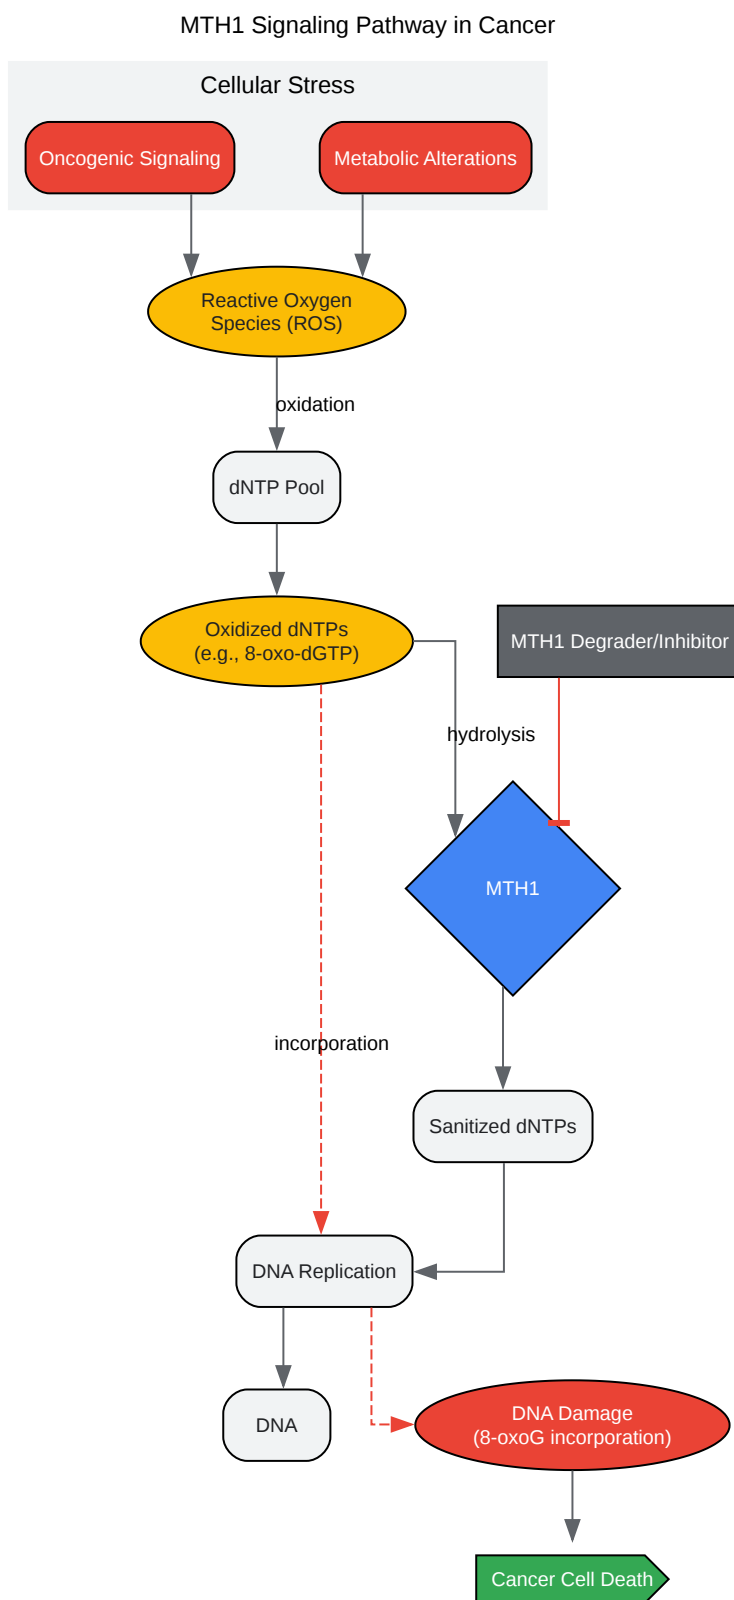 MTH1 Signaling Pathway in Cancer
Cellular Stress
Oncogenic Signaling
Metabolic Alterations
Reactive Oxygen
Species (ROS)
oxidation
dNTP Pool
Oxidized dNTPs
(e.g., 8-oxo-dGTP)
MTH1 Degrader/Inhibitor
hydrolysis
MTH1
incorporation
Sanitized dNTPs
DNA Replication
DNA
DNA Damage
(8-oxoG incorporation)
Cancer Cell Death